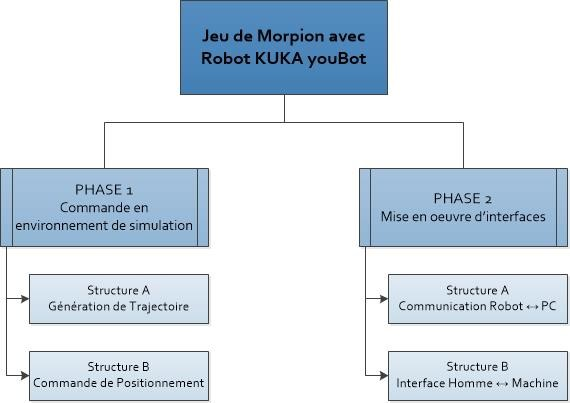 Jeu de Morpion avec
Robot KUKA youBot
PHASE 1
Commande en
environnement de simulation
Structure A
Génération de Trajectoire
Structure B
Commande de Positionnement
PHASE 2
Mise en oeuvre d'interfaces
Structure A
Communication Robot ↔ PC
Structure B
Interface Homme ↔ Machine